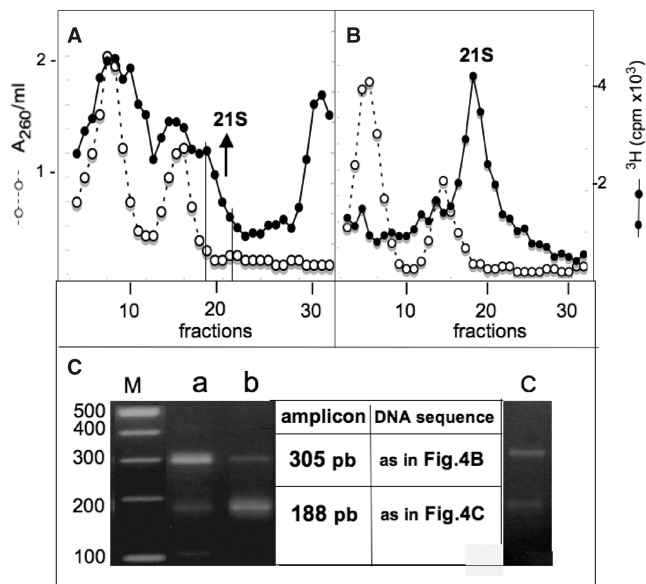 A
B
21S
21S
2
1
A260/ml
4
2
3H (cpm x10³)
10 20 30
10 20 30
fractions
fractions
C
M a b
C
500
400
300
200
100
amplicon DNA sequence
305 pb as in Fig.4B
188 pb as in Fig.4C